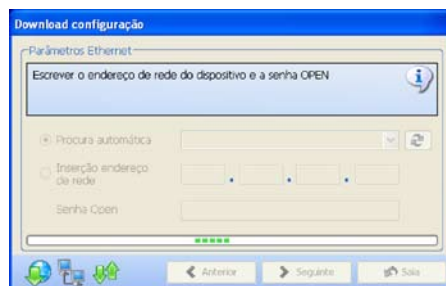 Download configuração
Parâmetros Ethernet
Escrever o endereço de rede do dispositivo e a senha OPEN
Procura automática
Inserção endereço
de rede
Senha Open
Anterior
Seguinte
Saia